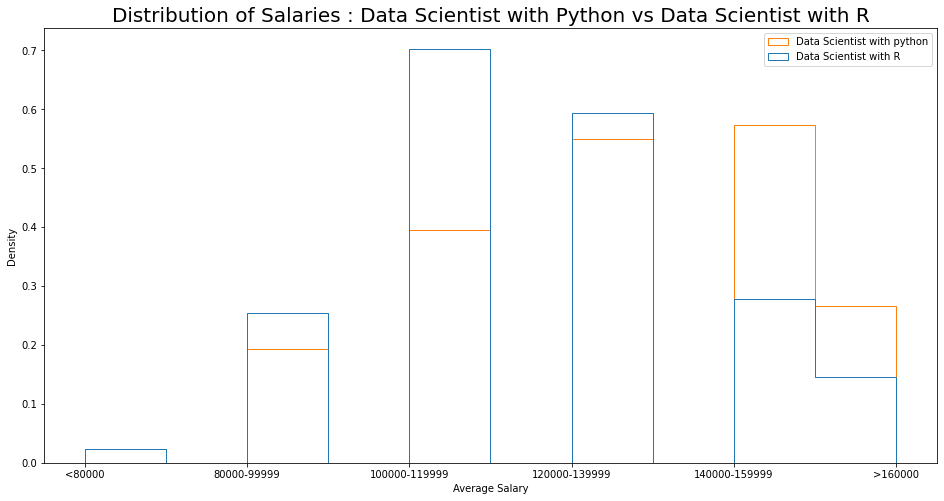 Distribution of Salaries : Data Scientist with Python vs Data Scientist with R
Data Scientist with python
Data Scientist with R
0.7
0.6
0.5
0.4
0.3
0.2
0.1
0.0
Density
<80000 80000-99999 100000-119999 120000-139999 140000-159999 >160000
Average Salary